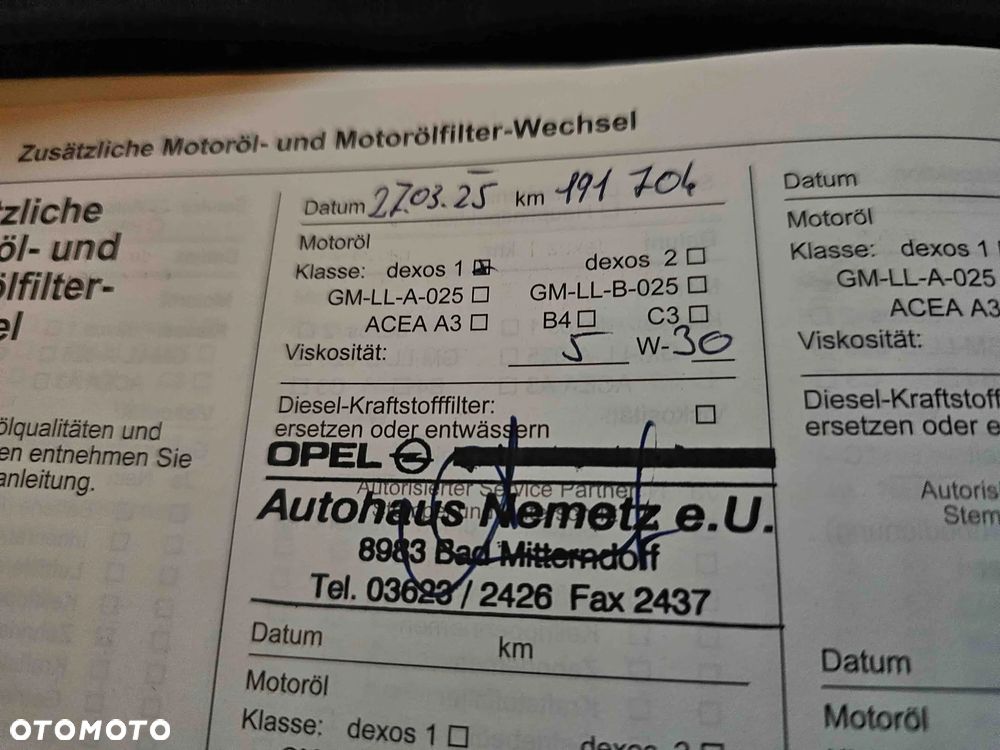 Zusätzliche Motoröl- und Motorölfilter-Wechsel
tzliche
öl- und
ölfilter-
el
ölqualitäten und
en entnehmen Sie
anleitung.
Datum 27.03.25 km 191 704
Motoröl
Klasse: dexos 1 ☒ dexos 2 ☐
GM-LL-A-025 ☐ GM-LL-B-025 ☐
ACEA A3 ☐ B4 ☐ C3 ☐
Viskosität: 5 W-30
Diesel-Kraftstofffilter: ☐
ersetzen oder entwässern
OPEL
Autorisierter Service Partner
Autohaus Nemetz e.U.
8983 Bad Mitterndorf
Tel. 03623 / 2426 Fax 2437
Datum km
Motoröl
Klasse: dexos 1 ☐ dexos 2 ☐
Datum
Motoröl
Klasse: dexos 1
GM-LL-A-025
ACEA A3
Viskosität:
Diesel-Kraftstoff
ersetzen oder e
Autoris
Stem
Datum
Motoröl
OTOMOTO